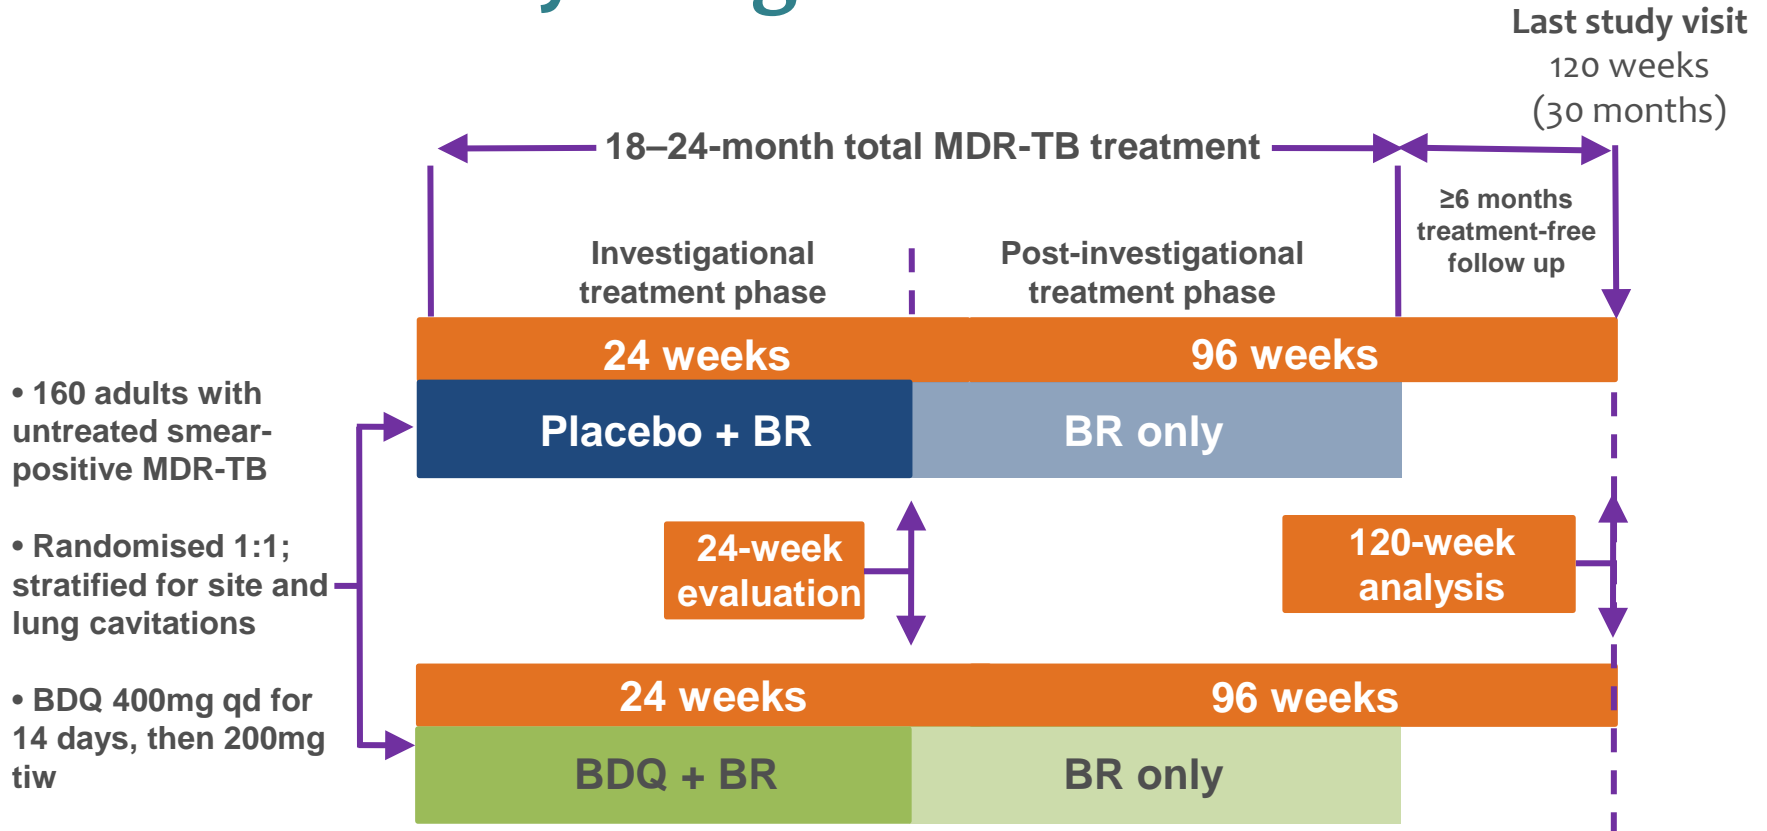 Last study visit
120 weeks
(30 months)
18–24-month total MDR-TB treatment
≥6 months
treatment-free
follow up
Investigational
treatment phase
Post-investigational
treatment phase
24 weeks
96 weeks
• 160 adults with
untreated smear-
positive MDR-TB
Placebo + BR
BR only
• Randomised 1:1;
stratified for site and
lung cavitations
24-week
evaluation
120-week
analysis
24 weeks
96 weeks
• BDQ 400mg qd for
14 days, then 200mg
tiw
BDQ + BR
BR only